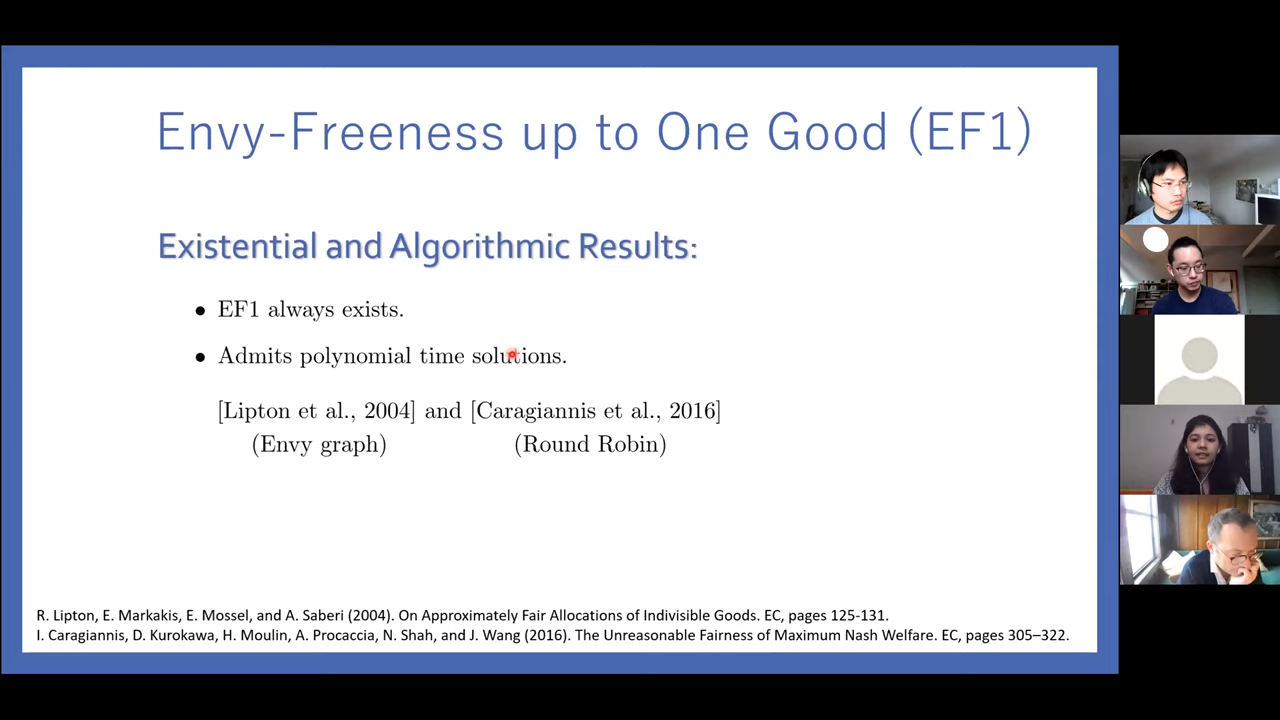 Envy-Freeness up to One Good (EF1)
Existential and Algorithmic Results:
• EF1 always exists.
• Admits polynomial time solutions.
[Lipton et al., 2004] and [Caragiannis et al., 2016]
(Envy graph) (Round Robin)
R. Lipton, E. Markakis, E. Mossel, and A. Saberi (2004). On Approximately Fair Allocations of Indivisible Goods. EC, pages 125-131.
I. Caragiannis, D. Kurokawa, H. Moulin, A. Procaccia, N. Shah, and J. Wang (2016). The Unreasonable Fairness of Maximum Nash Welfare. EC, pages 305–322.